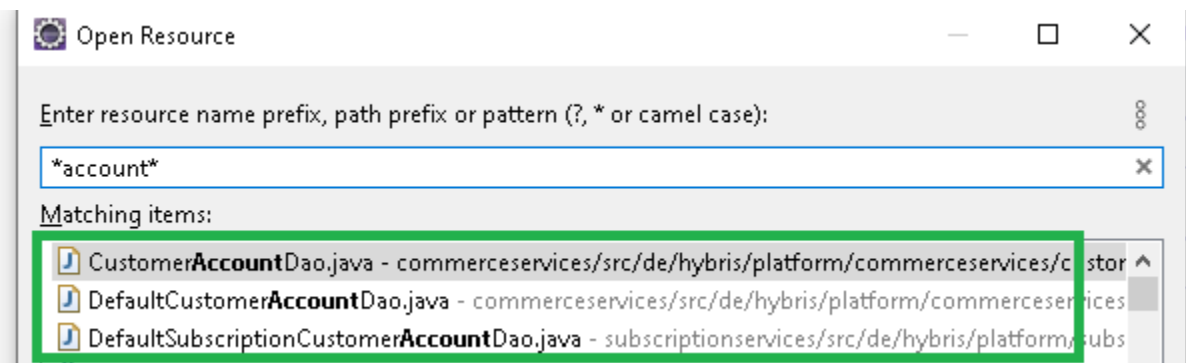 Open Resource
Enter resource name prefix, path prefix or pattern (?, * or camel case):
*account*
Matching items:
CustomerAccountDao.java - commerceservices/src/de/hybris/platform/commerceservices/custor
DefaultCustomerAccountDao.java - commerceservices/src/de/hybris/platform/commerceservices
DefaultSubscriptionCustomerAccountDao.java - subscriptionservices/src/de/hybris/platform/subs